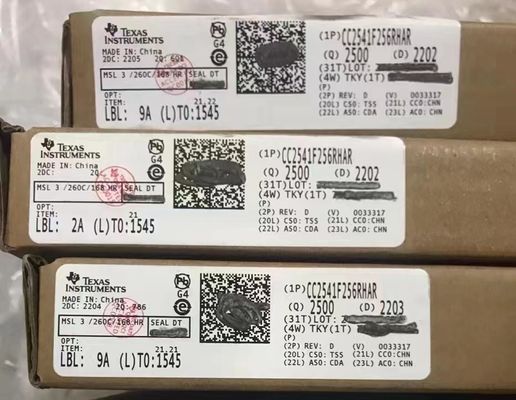 TEXAS
INSTRUMENTS
MADE IN: China
2DC: 2205 2Q: 601
MSL 3 /260C/168 HR SEAL DT
OPT:
ITEM: 21,22
LBL: 9A (L)TO:1545
G4
(1P)CC2541F256RHAR
(Q) 2500 (D) 2202
(31T)LOT:
(4W) TKY(1T)
(P)
(2P) REV: D (V) 0033317
(20L) CSO: TSS (21L) CCO:CHN
(22L) ASO: CDA (23L) ACO: CHN
TEXAS
INSTRUMENTS
MADE IN: China
2DC: 2Q
MSL 3 /260C/168 HR SEAL DT
OPT:
ITEM: 21
LBL: 2A (L)TO:1545
G4
(1P)CC2541F256RHAR
(Q) 2500 (D) 2202
(31T)LOT:
(4W) TKY(1T)
(P)
(2P) REV: D (V) 0033317
(20L) CSO: TSS (21L) CCO:CHN
(22L) ASO: CDA (23L) ACO: CHN
TEXAS
INSTRUMENTS
MADE IN: China
2DC: 2204 2Q: 786
MSL 3 /260C/168 HR SEAL DT
OPT:
ITEM: 21,21
LBL: 9A (L)TO:1545
G4
(1P)CC2541F256RHAR
(Q) 2500 (D) 2203
(31T)LOT:
(4W) TKY(1T)
(P)
(2P) REV: D (V) 0033317
(20L) CSO: TSS (21L) CCO:CHN
(22L) ASO: CDA (23L) ACO: CHN